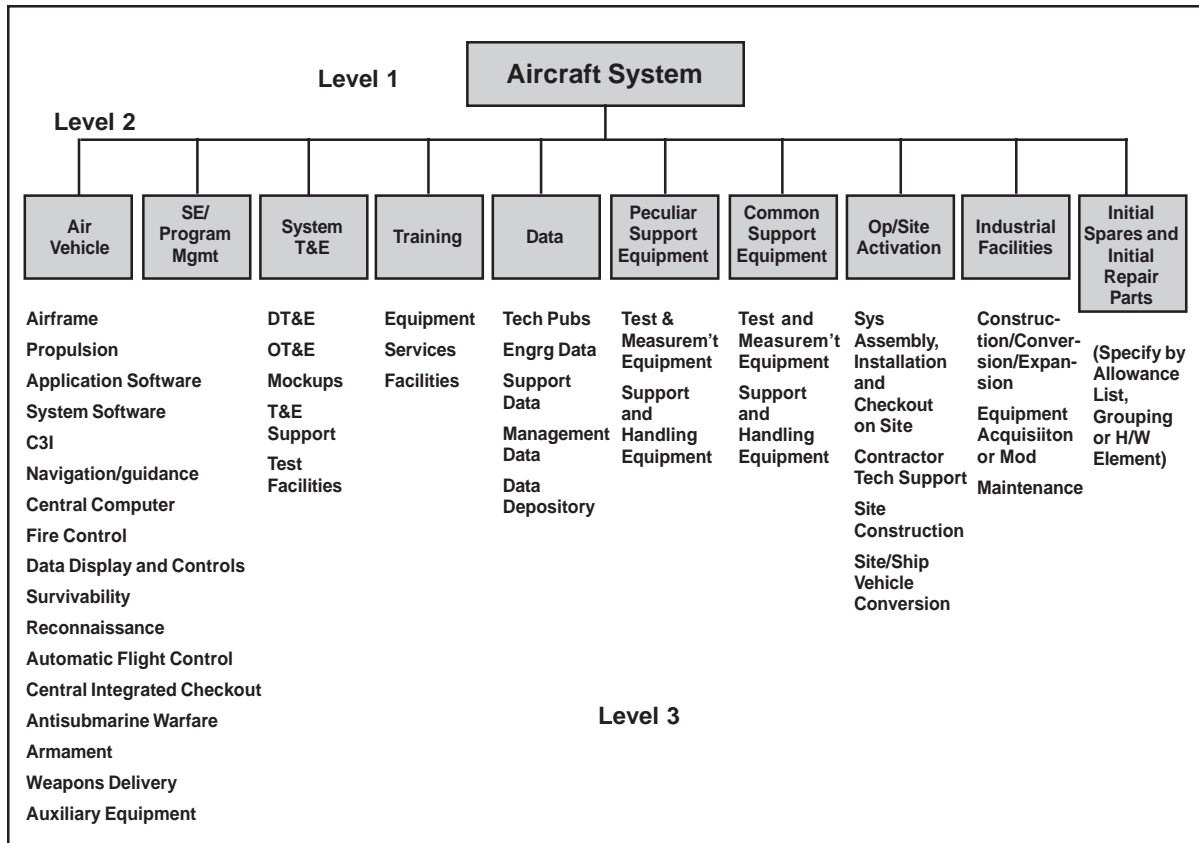 Level 1
Aircraft System
Level 2
Air
Vehicle
SE/
Program
Mgmt
System
T&E
Training
Data
Peculiar
Support
Equipment
Common
Support
Equipment
Op/Site
Activation
Industrial
Facilities
Initial
Spares and
Initial
Repair
Parts
Airframe
Propulsion
Application Software
System Software
C3I
Navigation/guidance
Central Computer
Fire Control
Data Display and Controls
Survivability
Reconnaissance
Automatic Flight Control
Central Integrated Checkout
Antisubmarine Warfare
Armament
Weapons Delivery
Auxiliary Equipment
DT&E
OT&E
Mockups
T&E
Support
Test
Facilities
Equipment
Services
Facilities
Tech Pubs
Engrg Data
Support
Data
Management
Data
Data
Depository
Test &
Measurem't
Equipment
Support
and
Handling
Equipment
Test and
Measurem't
Equipment
Support
and
Handling
Equipment
Sys
Assembly,
Installation
and
Checkout
on Site
Contractor
Tech Support
Site
Construction
Site/Ship
Vehicle
Conversion
Construc-
tion/Conver-
sion/Expan-
sion
Equipment
Acquisiiton
or Mod
Maintenance
(Specify by
Allowance
List,
Grouping
or H/W
Element)
Level 3